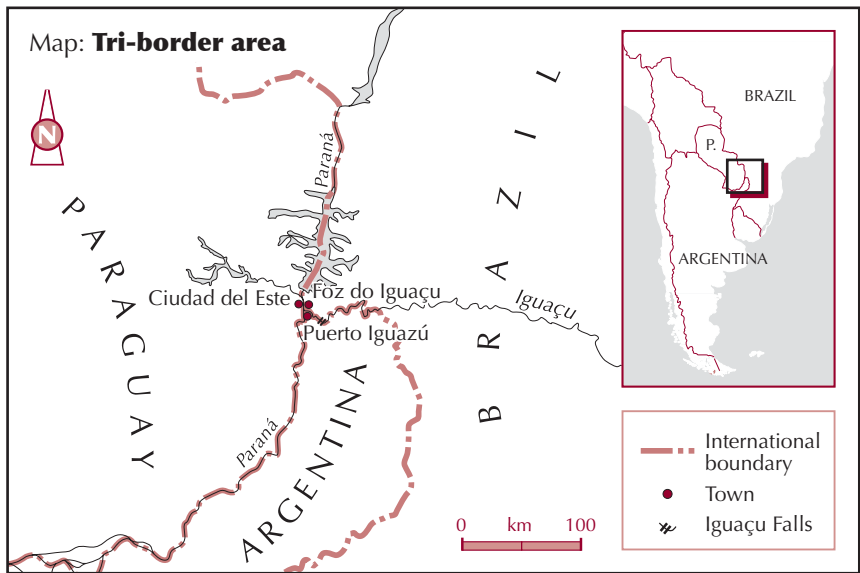 Map: Tri-border area
N
Paraná
BRAZIL
PARAGUAY
Ciudad del Este
Foz do Iguaçu
Iguaçu
Puerto Iguazú
Paraná
ARGENTINA
0 km 100
BRAZIL
P.
ARGENTINA
International
boundary
Town
Iguaçu Falls